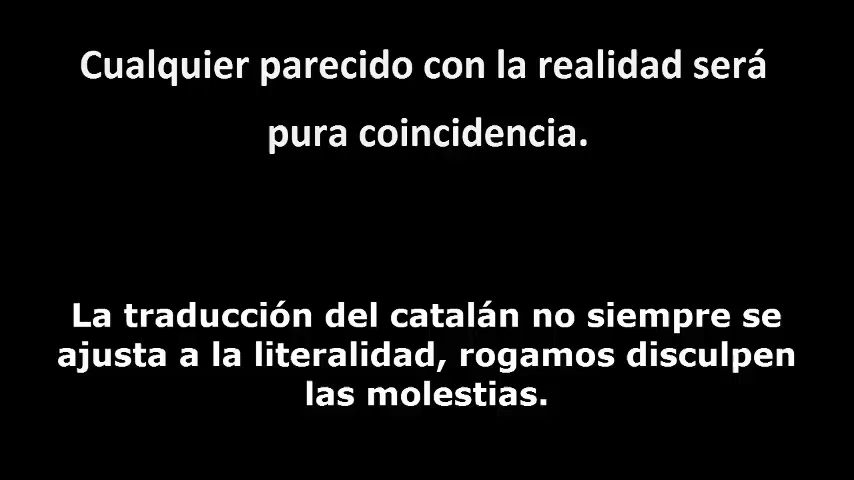 Cualquier parecido con la realidad será
pura coincidencia.
La traducción del catalán no siempre se
ajusta a la literalidad, rogamos disculpen
las molestias.